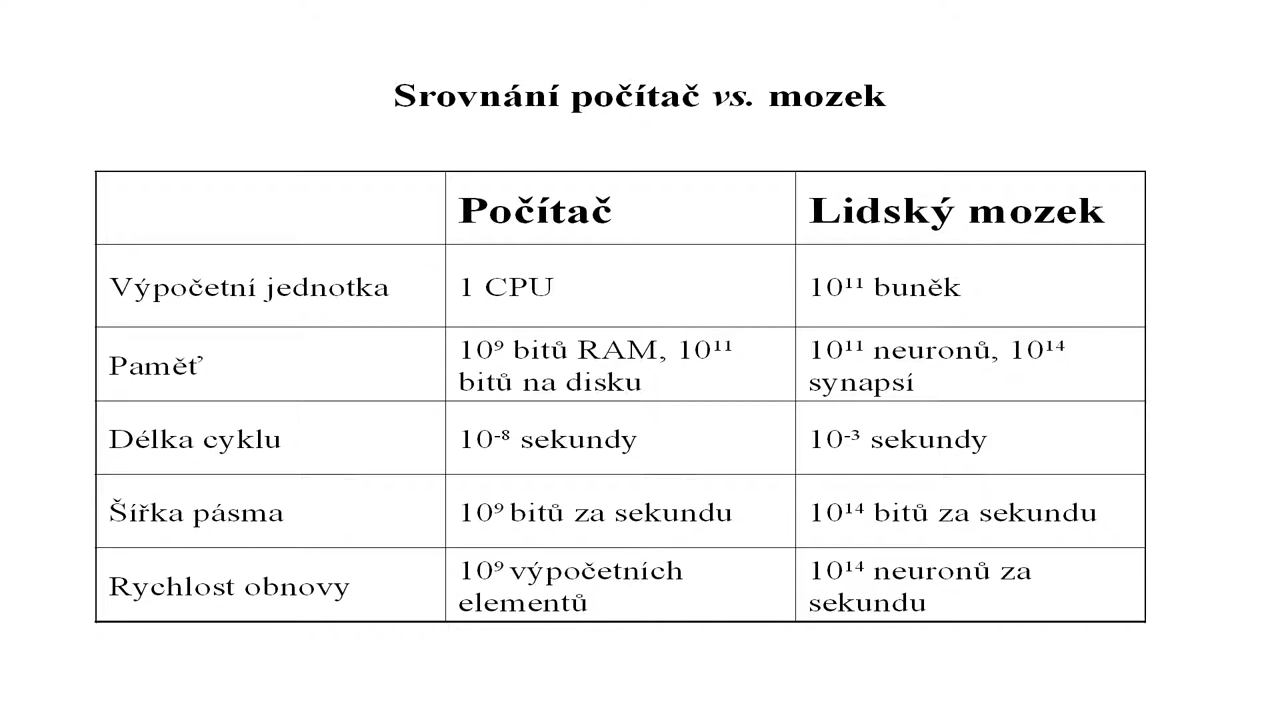 Srovnání počítač vs. mozek
Počítač
Lidský mozek
Výpočetní jednotka
1 CPU
10¹¹ buněk
Paměť
10⁹ bitů RAM, 10¹¹
bitů na disku
10¹¹ neuronů, 10¹⁴
synapsí
Délka cyklu
10⁻⁸ sekundy
10⁻³ sekundy
Šířka pásma
10⁹ bitů za sekundu
10¹⁴ bitů za sekundu
Rychlost obnovy
10⁹ výpočetních
elementů
10¹⁴ neuronů za
sekundu